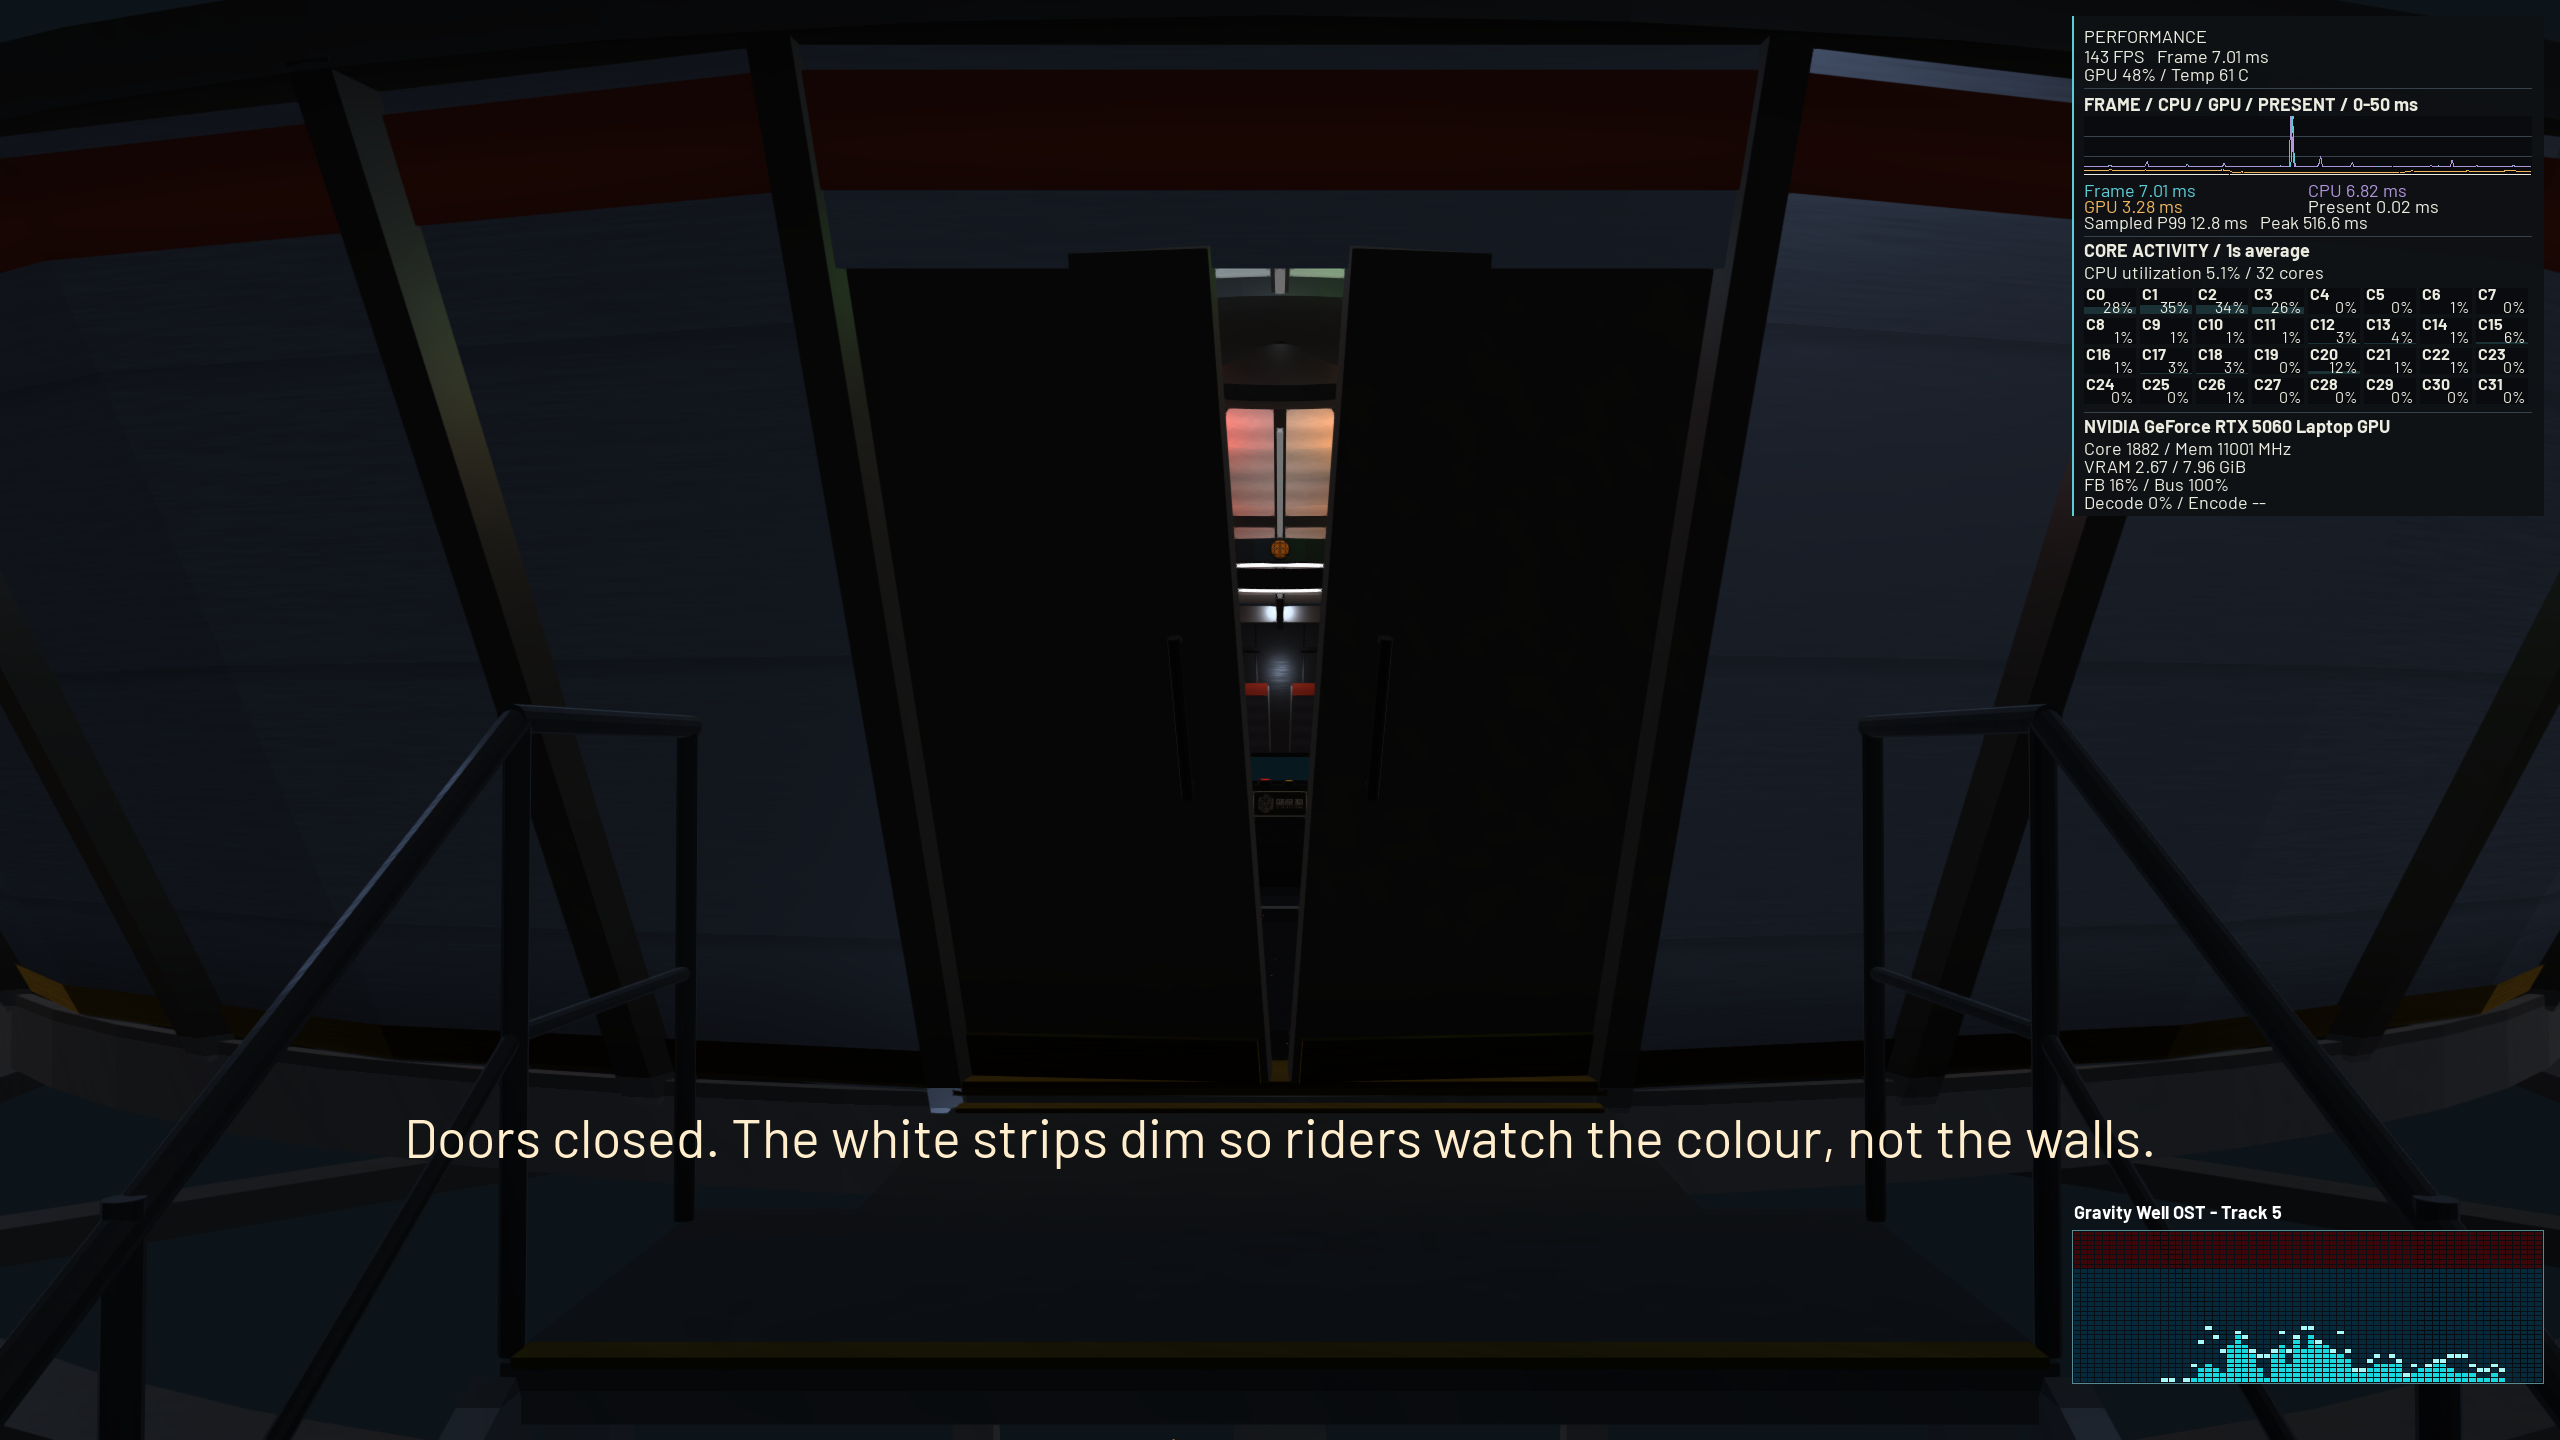 PERFORMANCE
143 FPS Frame 7.01 ms
GPU 48% / Temp 61 C
FRAME / CPU / GPU / PRESENT / 0-50 ms
Frame 7.01 ms CPU 6.82 ms
GPU 3.28 ms Present 0.02 ms
Sampled P99 12.8 ms Peak 516.6 ms
CORE ACTIVITY / 1s average
CPU utilization 5.1% / 32 cores
C0 C1 C2 C3 C4 C5 C6 C7
28% 35% 34% 26% 0% 0% 1% 0%
C8 C9 C10 C11 C12 C13 C14 C15
1% 1% 1% 1% 3% 4% 1% 6%
C16 C17 C18 C19 C20 C21 C22 C23
1% 3% 3% 0% 12% 1% 1% 0%
C24 C25 C26 C27 C28 C29 C30 C31
0% 0% 1% 0% 0% 0% 0% 0%
NVIDIA GeForce RTX 5060 Laptop GPU
Core 1882 / Mem 11001 MHz
VRAM 2.67 / 7.96 GiB
FB 16% / Bus 100%
Decode 0% / Encode --
Doors closed. The white strips dim so riders watch the colour, not the walls.
Gravity Well OST - Track 5